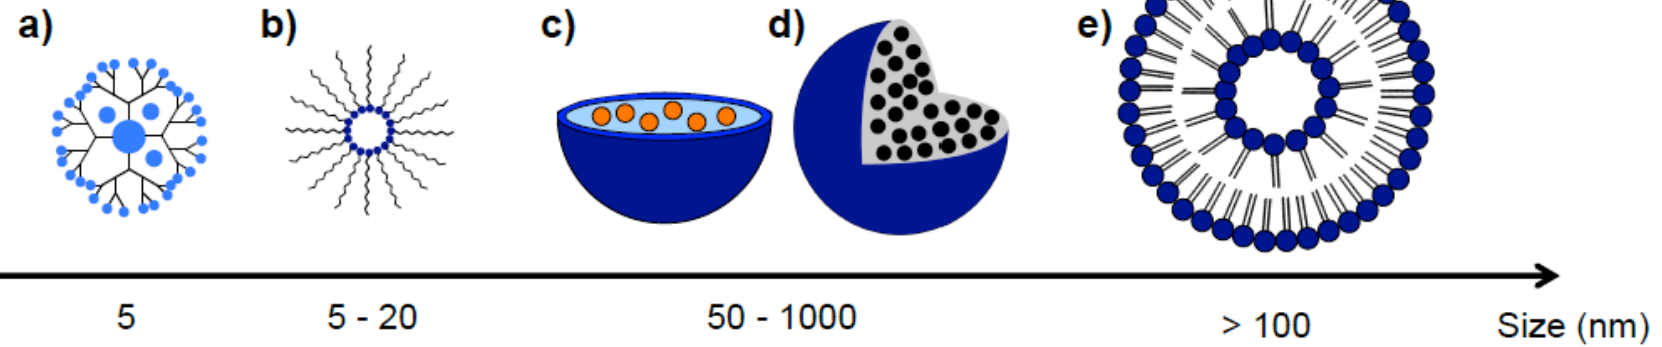 a) b) c) d) e)
5 5 - 20 50 - 1000 > 100 Size (nm)